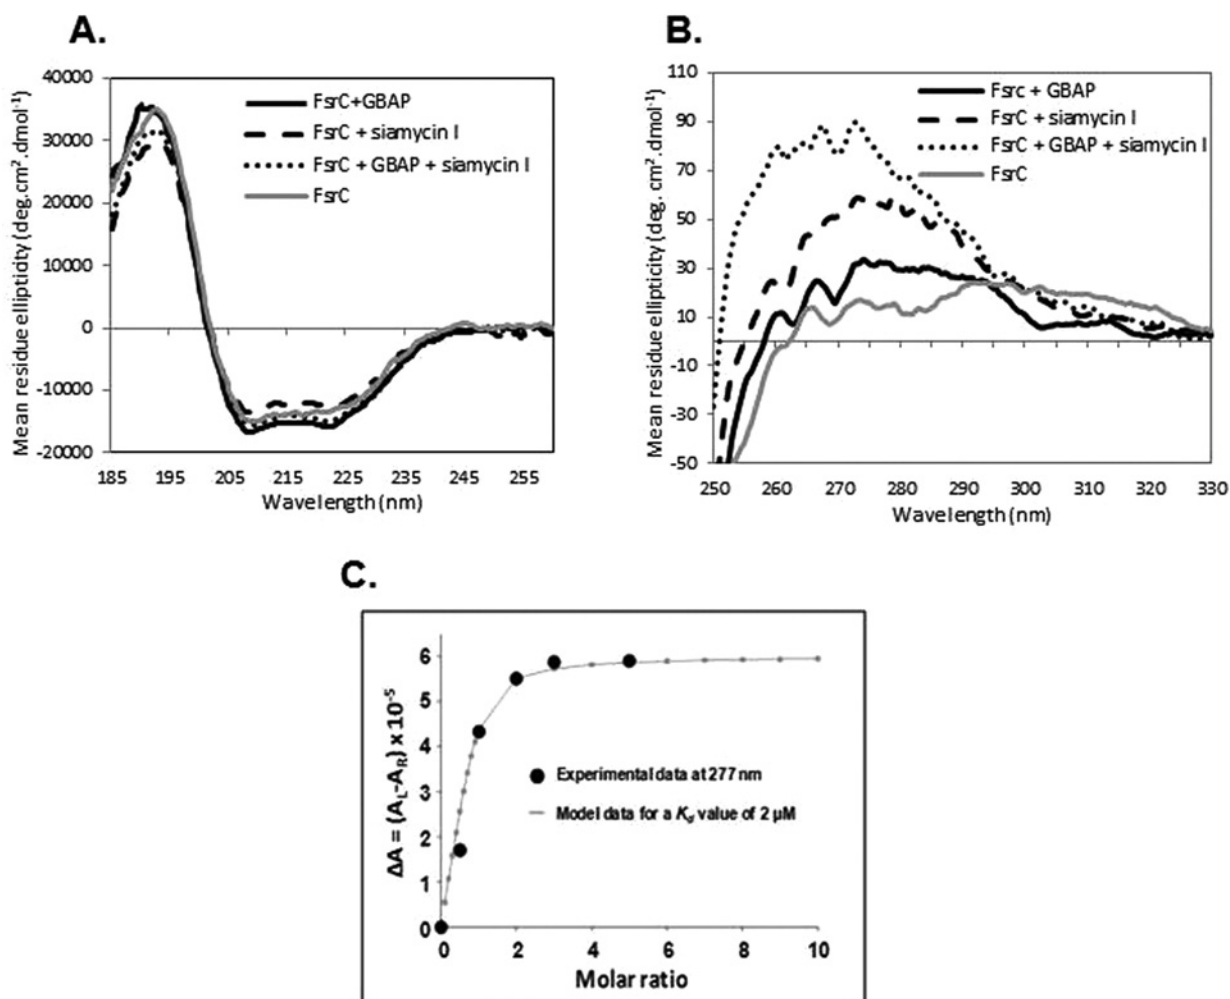 A.
40000
30000
20000
10000
0
-10000
-20000
Mean residue elliptidty (deg.cm².dmol⁻¹)
FsrC+GBAP
FsrC + siamycin I
FsrC + GBAP + siamycin I
FsrC
185 195 205 215 225 235 245 255
Wavelength (nm)
B.
110
90
70
50
30
10
-10
-30
-50
Mean residue ellipticity (deg. cm². dmol⁻¹)
Fsrc + GBAP
FsrC + siamycin I
FsrC + GBAP + siamycin I
FsrC
250 260 270 280 290 300 310 320 330
Wavelength (nm)
C.
6
5
4
3
2
1
0
ΔA = (A_L-A_R) x 10⁻⁵
Experimental data at 277 nm
Model data for a K_d value of 2 µM
0 2 4 6 8 10
Molar ratio